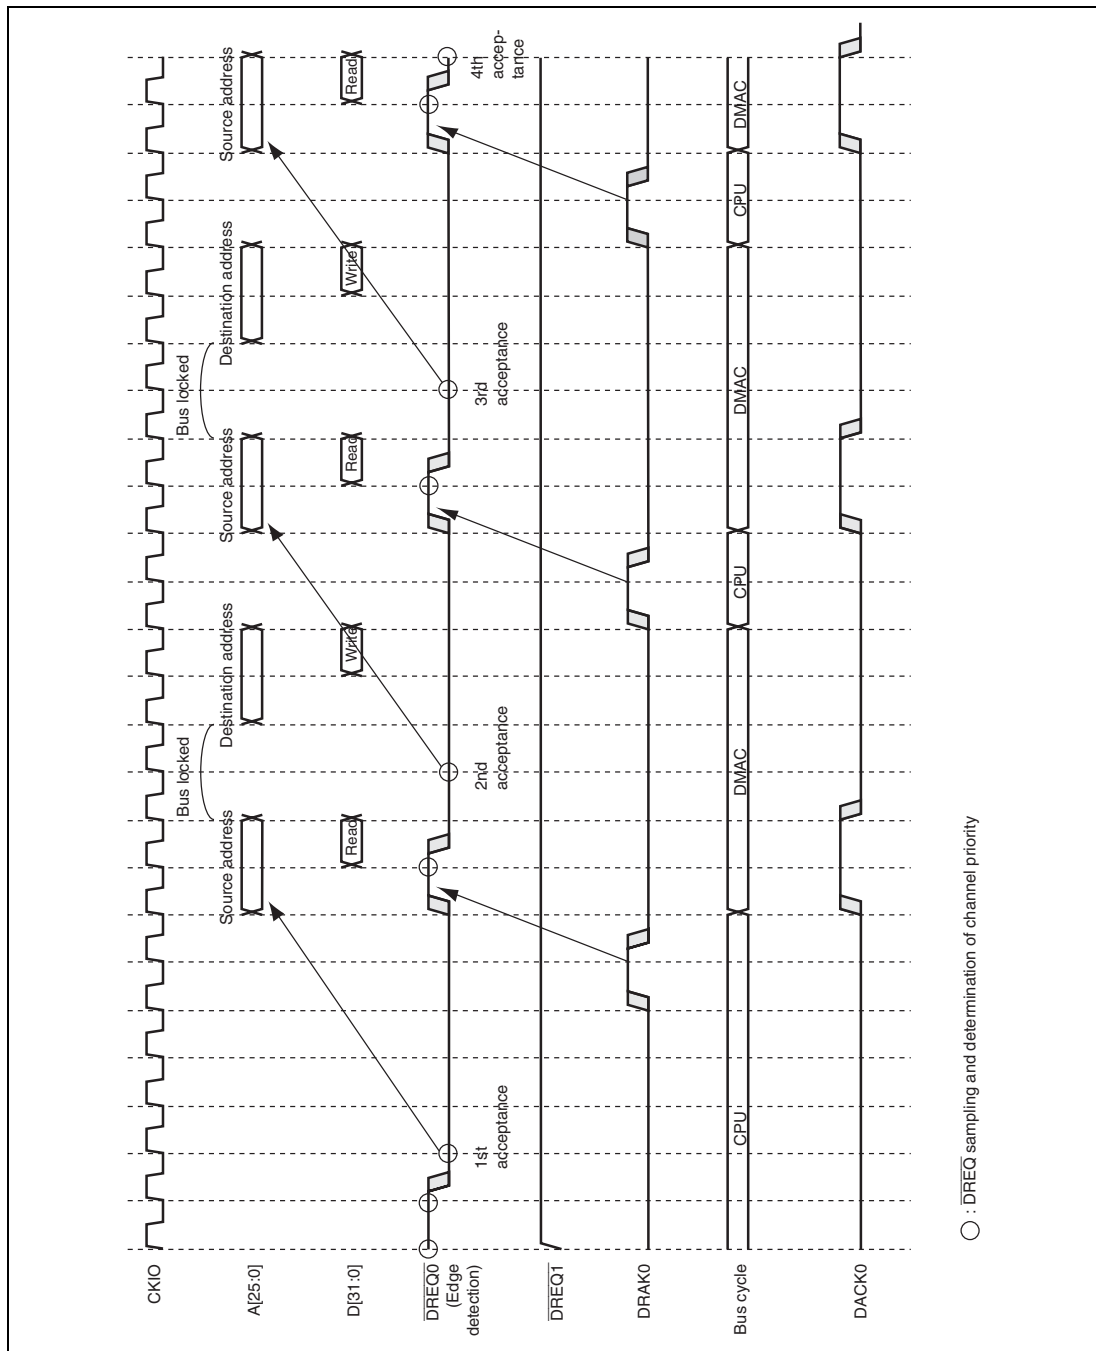 CKIO
A[25:0]
D[31:0]
DREQ0
(Edge
detection)
DREQ1
DRAK0
Bus cycle
DACK0
Source address
Bus locked
Destination address
Source address
Bus locked
Destination address
Source address
Read
Write
Read
Write
Read
1st
acceptance
2nd
acceptance
3rd
acceptance
4th
accep-
tance
CPU
DMAC
CPU
DMAC
CPU
DMAC
: DREQ sampling and determination of channel priority